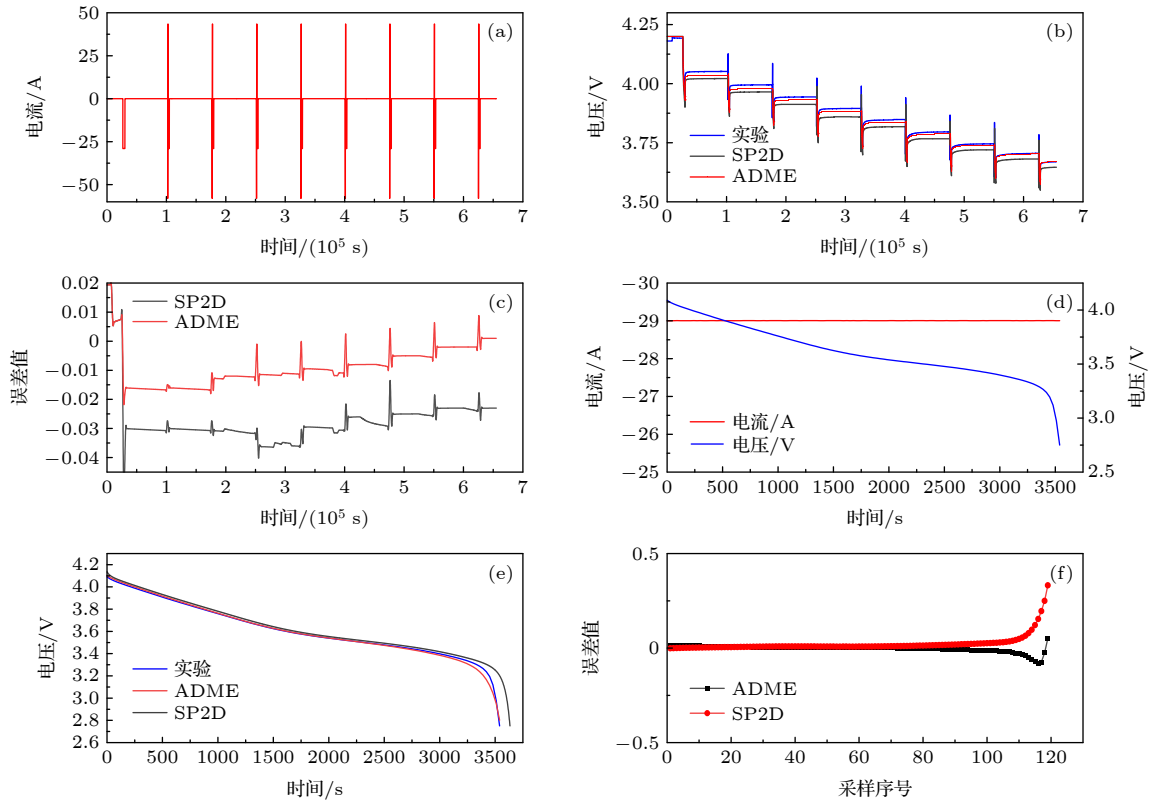 (a)
电流/A
50
25
0
−25
−50
0
1
2
3
4
5
6
7
时间/(10⁵ s)
(b)
电压/V
4.25
4.00
3.75
3.50
实验
SP2D
ADME
0
1
2
3
4
5
6
7
时间/(10⁵ s)
(c)
误差值
0.02
0.01
0
−0.01
−0.02
−0.03
−0.04
SP2D
ADME
0
1
2
3
4
5
6
7
时间/(10⁵ s)
(d)
电流/A
−30
−29
−28
−27
−26
−25
电流/A
电压/V
4.0
3.5
3.0
2.5
电压/V
0
500
1000
1500
2000
2500
3000
3500
时间/s
(e)
电压/V
4.2
4.0
3.8
3.6
3.4
3.2
3.0
2.8
2.6
实验
ADME
SP2D
0
500
1000
1500
2000
2500
3000
3500
时间/s
(f)
误差值
0.5
0
−0.5
ADME
SP2D
0
20
40
60
80
100
120
采样序号